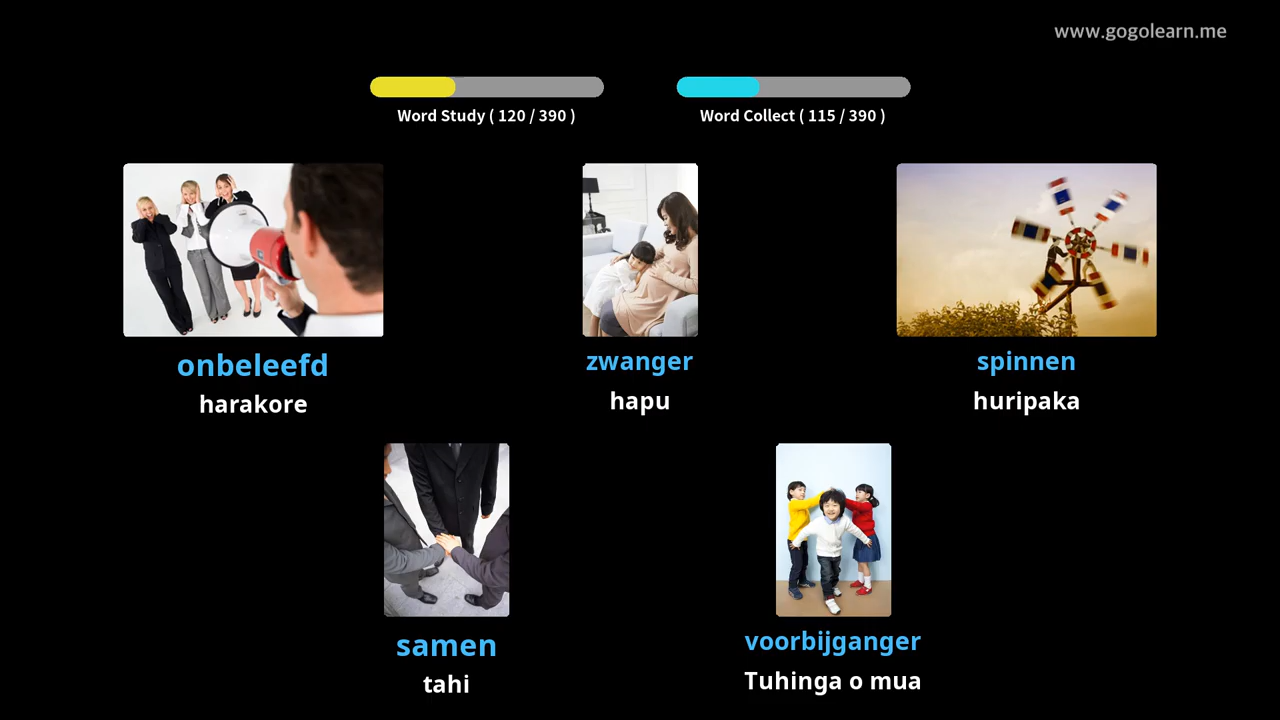 www.gogolearn.me
Word Study ( 120 / 390 )
Word Collect ( 115 / 390 )
onbeleefd
harakore
zwanger
hapu
spinnen
huripaka
samen
tahi
voorbijganger
Tuhinga o mua